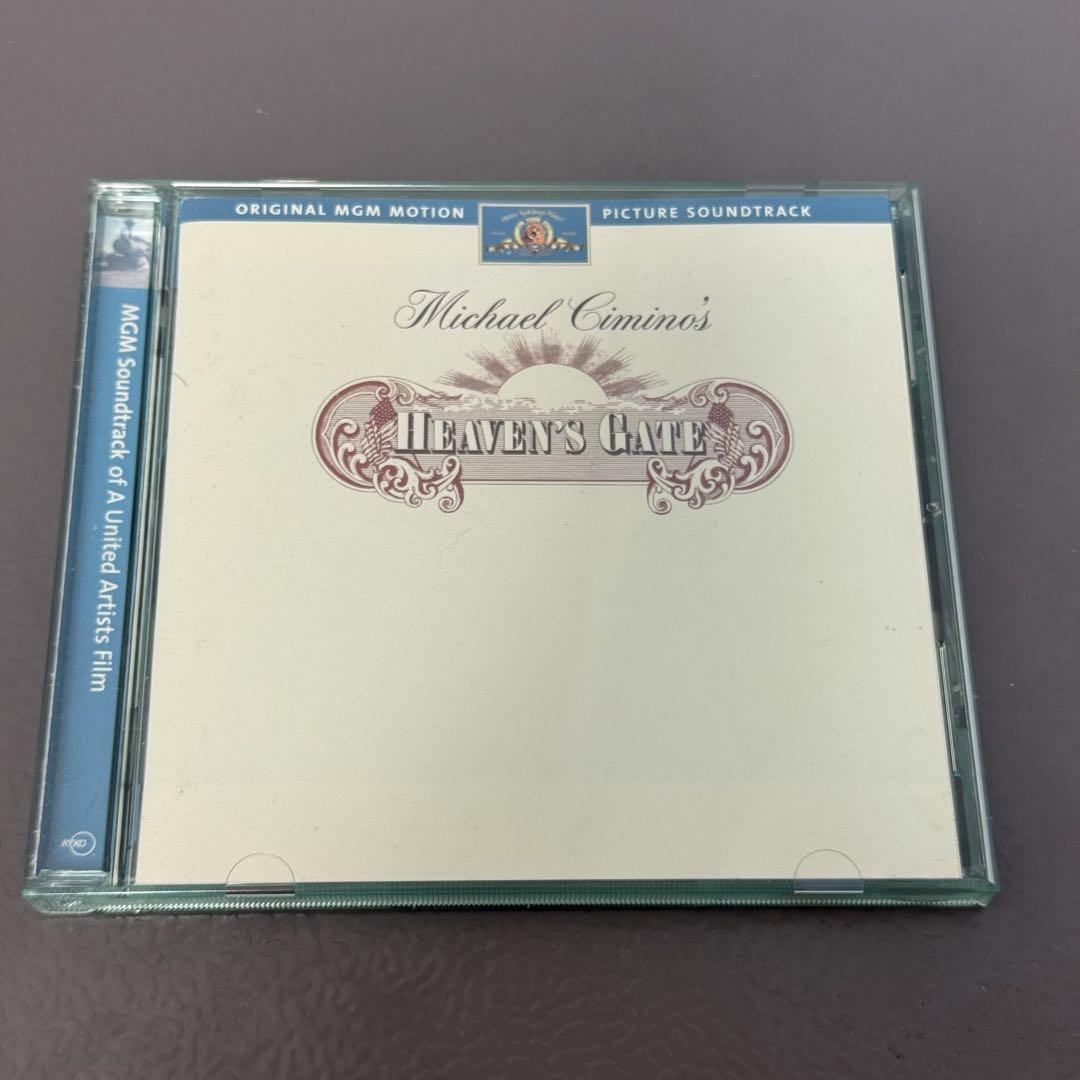 ORIGINAL MGM MOTION PICTURE SOUNDTRACK
Michael Cimino's
HEAVEN'S GATE
MGM Soundtrack of A United Artists Film
RYKO